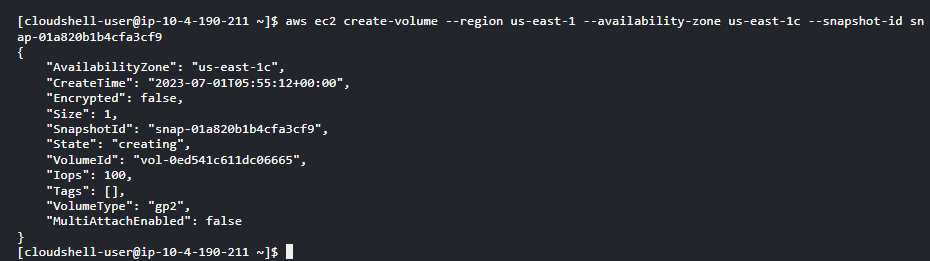 [cloudshell-user@ip-10-4-190-211 ~]$ aws ec2 create-volume --region us-east-1 --availability-zone us-east-1c --snapshot-id sn
ap-01a820b1b4cfa3cf9
{
    "AvailabilityZone": "us-east-1c",
    "CreateTime": "2023-07-01T05:55:12+00:00",
    "Encrypted": false,
    "Size": 1,
    "SnapshotId": "snap-01a820b1b4cfa3cf9",
    "State": "creating",
    "VolumeId": "vol-0ed541c611dc06665",
    "Iops": 100,
    "Tags": [],
    "VolumeType": "gp2",
    "MultiAttachEnabled": false
}
[cloudshell-user@ip-10-4-190-211 ~]$